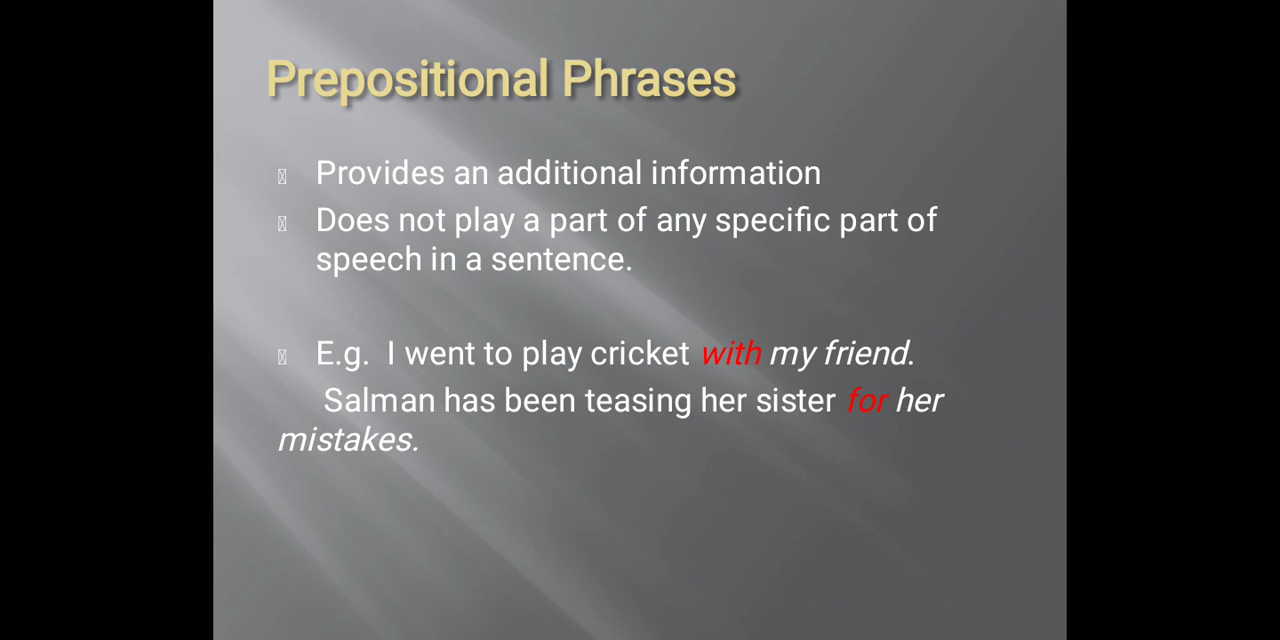 Prepositional Phrases
Provides an additional information
Does not play a part of any specific part of
speech in a sentence.
E.g. I went to play cricket with my friend.
Salman has been teasing her sister for her
mistakes.